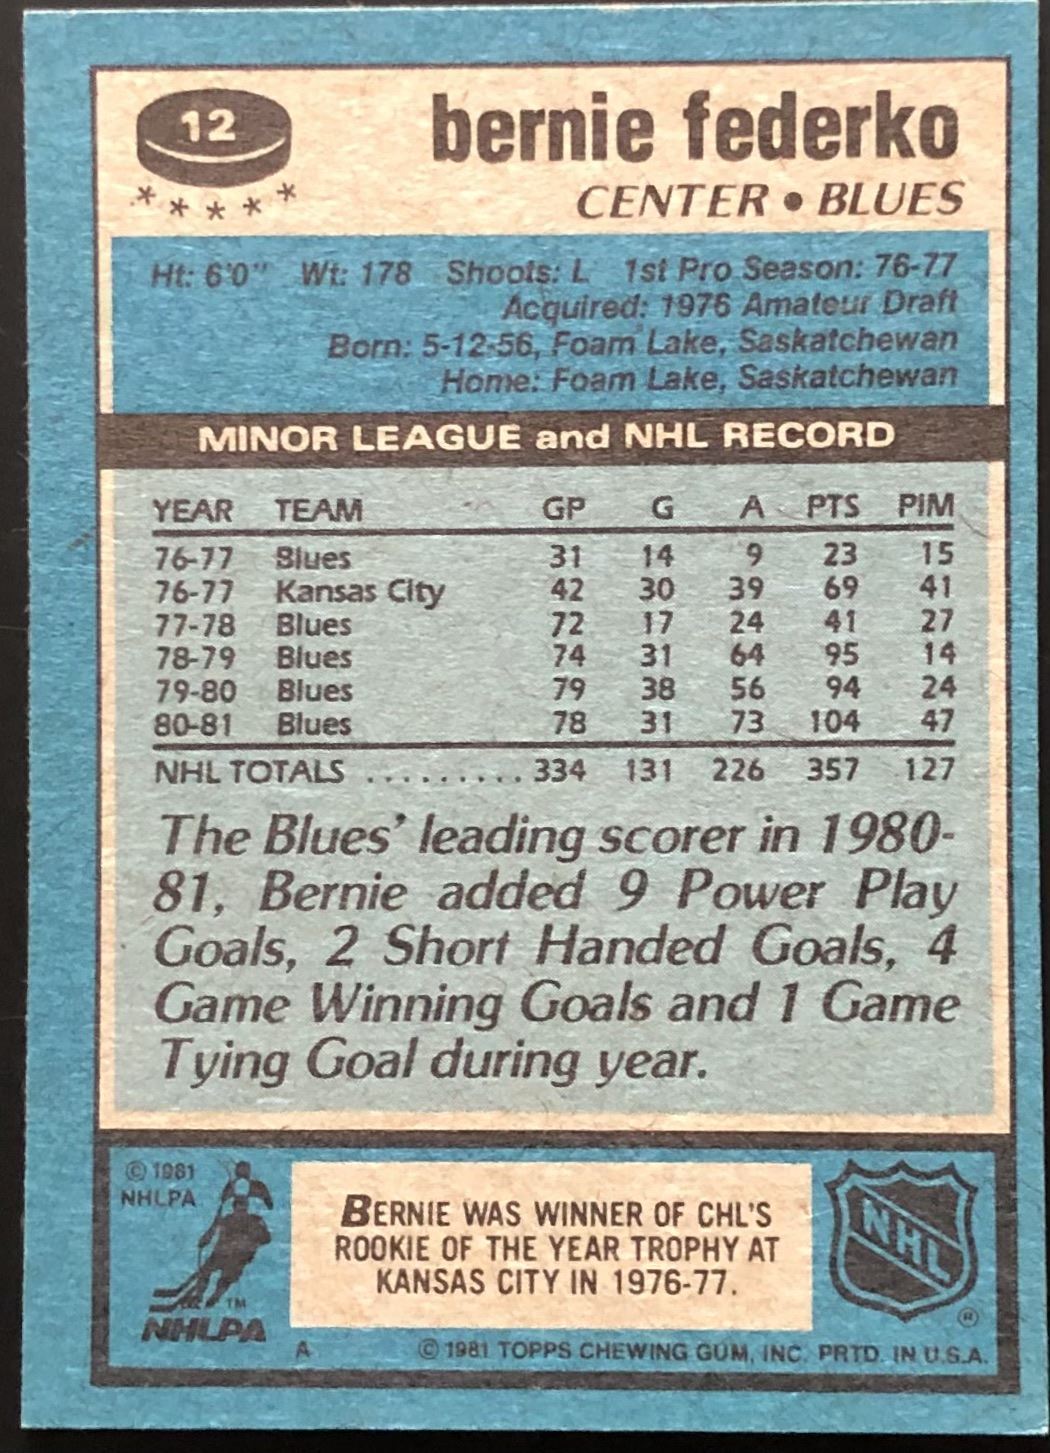 12
bernie federko
* * * * *
CENTER • BLUES
Ht: 6'0" Wt: 178 Shoots: L 1st Pro Season: 76-77
Acquired: 1976 Amateur Draft
Born: 5-12-56, Foam Lake, Saskatchewan
Home: Foam Lake, Saskatchewan
MINOR LEAGUE and NHL RECORD
YEAR TEAM GP G A PTS PIM
76-77 Blues 31 14 9 23 15
76-77 Kansas City 42 30 39 69 41
77-78 Blues 72 17 24 41 27
78-79 Blues 74 31 64 95 14
79-80 Blues 79 38 56 94 24
80-81 Blues 78 31 73 104 47
NHL TOTALS .......... 334 131 226 357 127
The Blues' leading scorer in 1980-
81, Bernie added 9 Power Play
Goals, 2 Short Handed Goals, 4
Game Winning Goals and 1 Game
Tying Goal during year.
© 1981
NHLPA
TM
NHLPA
BERNIE WAS WINNER OF CHL'S
ROOKIE OF THE YEAR TROPHY AT
KANSAS CITY IN 1976-77.
NHL
®
A
© 1981 TOPPS CHEWING GUM, INC. PRTD. IN U.S.A.